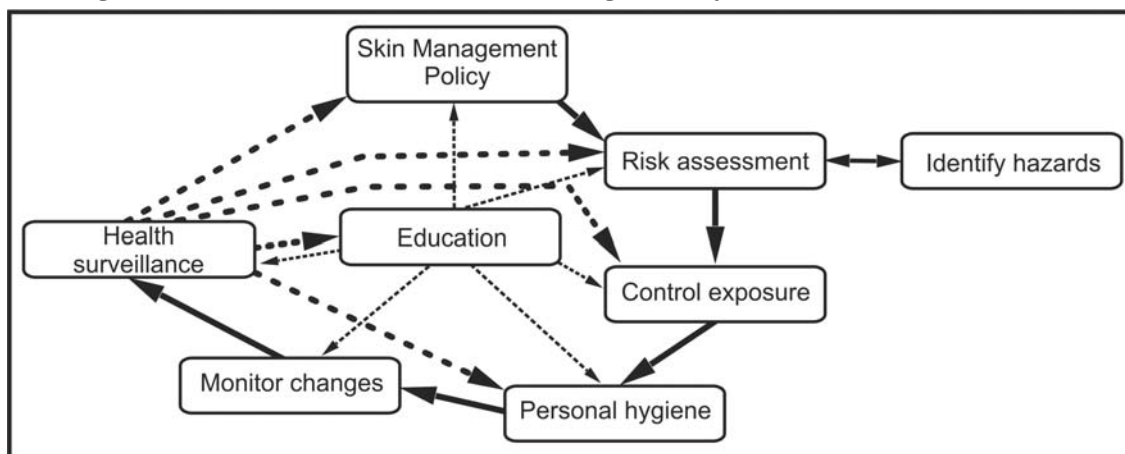 Skin Management
Policy
Risk assessment
Identify hazards
Health
surveillance
Education
Control exposure
Monitor changes
Personal hygiene